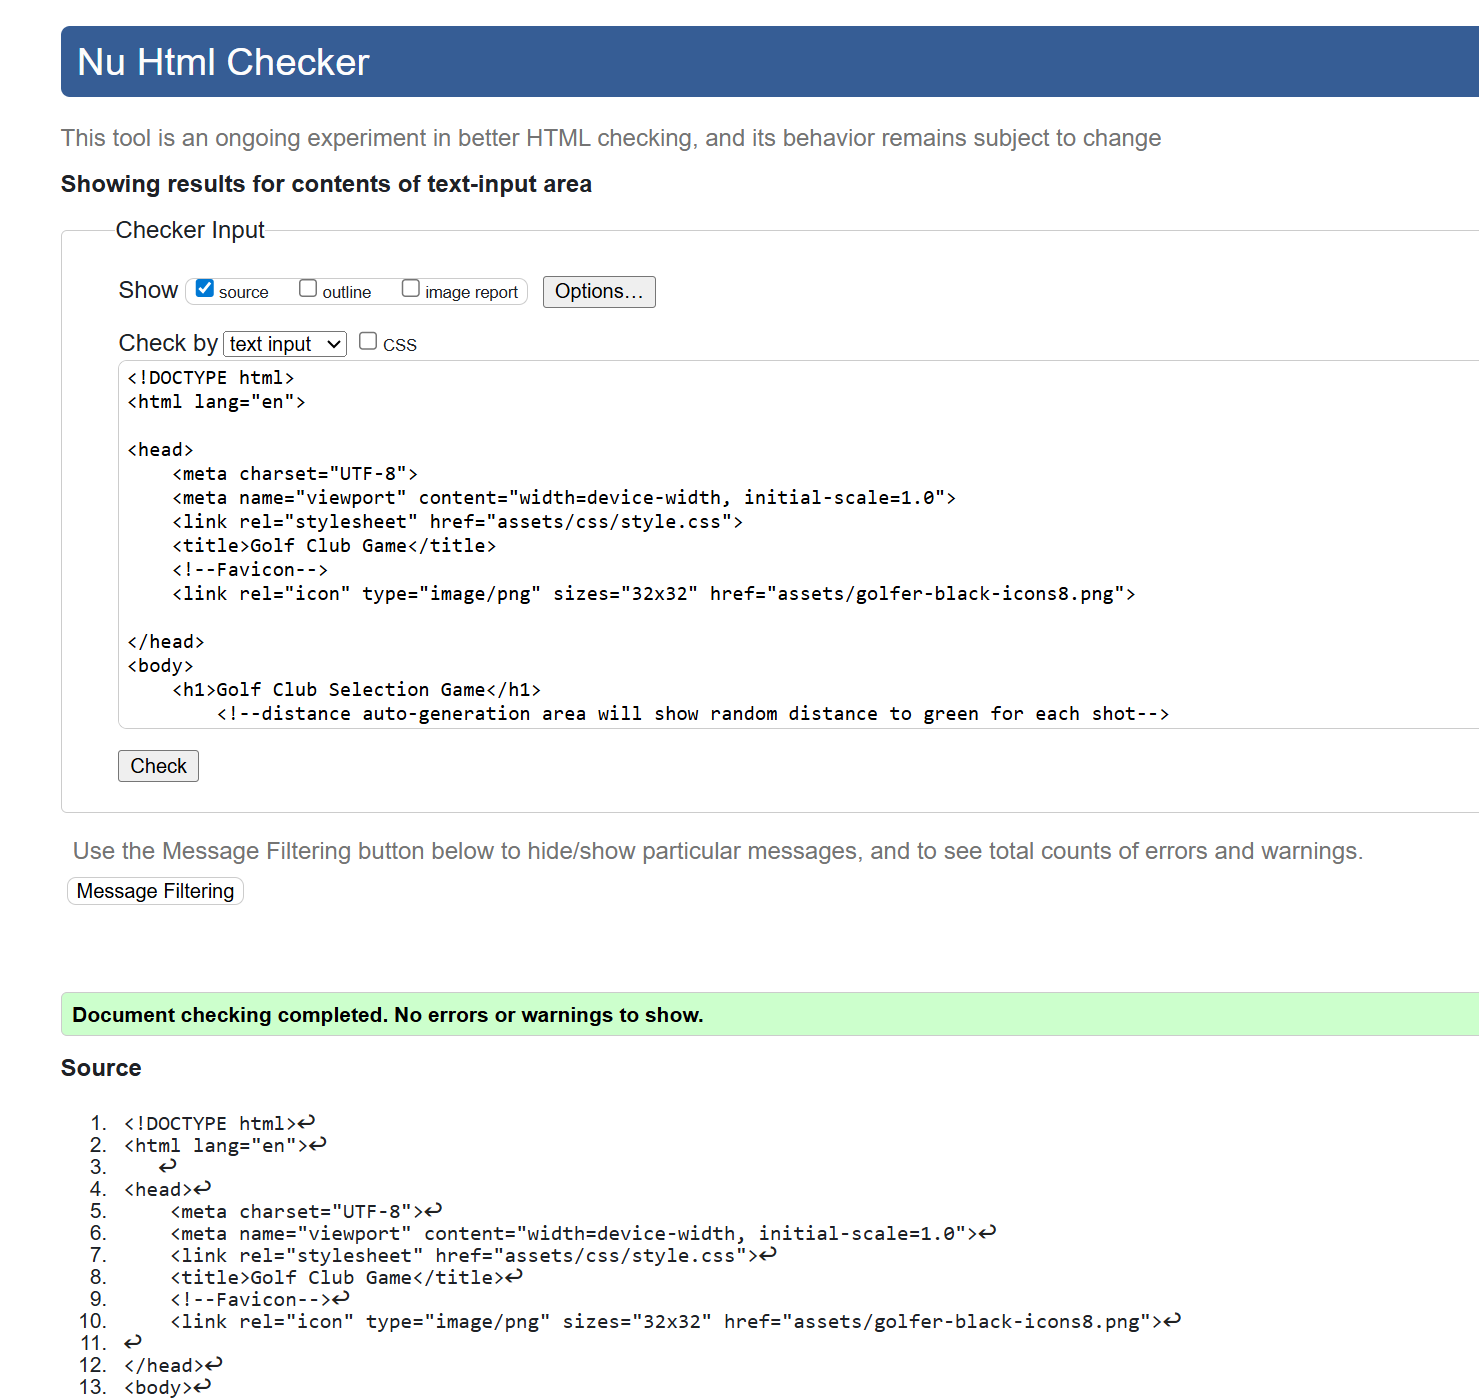 Nu Html Checker
This tool is an ongoing experiment in better HTML checking, and its behavior remains subject to change
Showing results for contents of text-input area
Checker Input
Show source outline image report Options...
Check by text input CSS
<!DOCTYPE html>
<html lang="en">
<head>
    <meta charset="UTF-8">
    <meta name="viewport" content="width=device-width, initial-scale=1.0">
    <link rel="stylesheet" href="assets/css/style.css">
    <title>Golf Club Game</title>
    <!--Favicon-->
    <link rel="icon" type="image/png" sizes="32x32" href="assets/golfer-black-icons8.png">
</head>
<body>
    <h1>Golf Club Selection Game</h1>
        <!--distance auto-generation area will show random distance to green for each shot-->
Check
Use the Message Filtering button below to hide/show particular messages, and to see total counts of errors and warnings.
Message Filtering
Document checking completed. No errors or warnings to show.
Source
1. <!DOCTYPE html>↩
2. <html lang="en">↩
3.    ↩
4. <head>↩
5.     <meta charset="UTF-8">↩
6.     <meta name="viewport" content="width=device-width, initial-scale=1.0">↩
7.     <link rel="stylesheet" href="assets/css/style.css">↩
8.     <title>Golf Club Game</title>↩
9.     <!--Favicon-->↩
10.     <link rel="icon" type="image/png" sizes="32x32" href="assets/golfer-black-icons8.png">↩
11. ↩
12. </head>↩
13. <body>↩